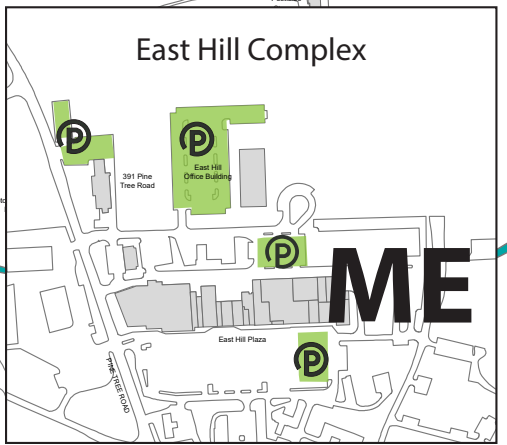 East Hill Complex
P
P
391 Pine
Tree Road
East Hill
Office Building
P
ME
East Hill Plaza
P
PINE TREE ROAD